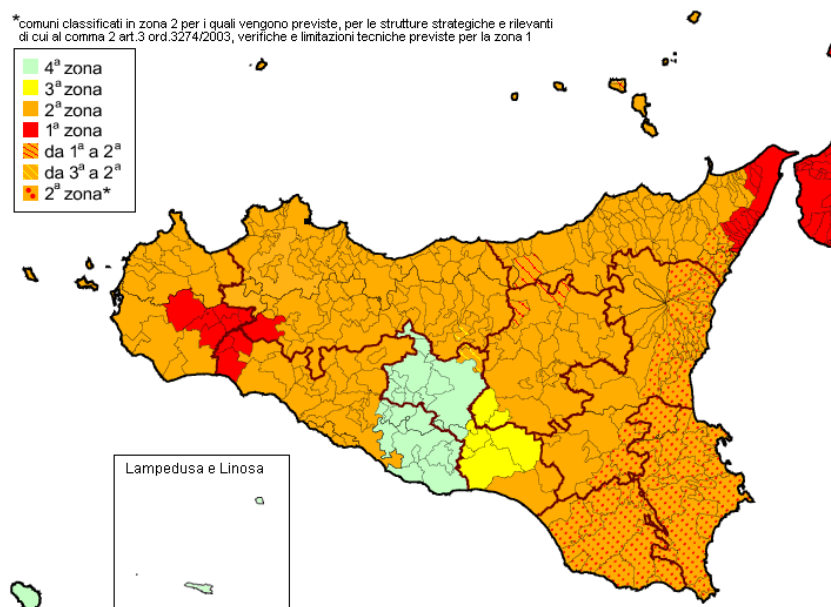 *comuni classificati in zona 2 per i quali vengono previste, per le strutture strategiche e rilevanti
di cui al comma 2 art.3 ord.3274/2003, verifiche e limitazioni tecniche previste per la zona 1
4ª zona
3ª zona
2ª zona
1ª zona
da 1ª a 2ª
da 3ª a 2ª
2ª zona*
Lampedusa e Linosa